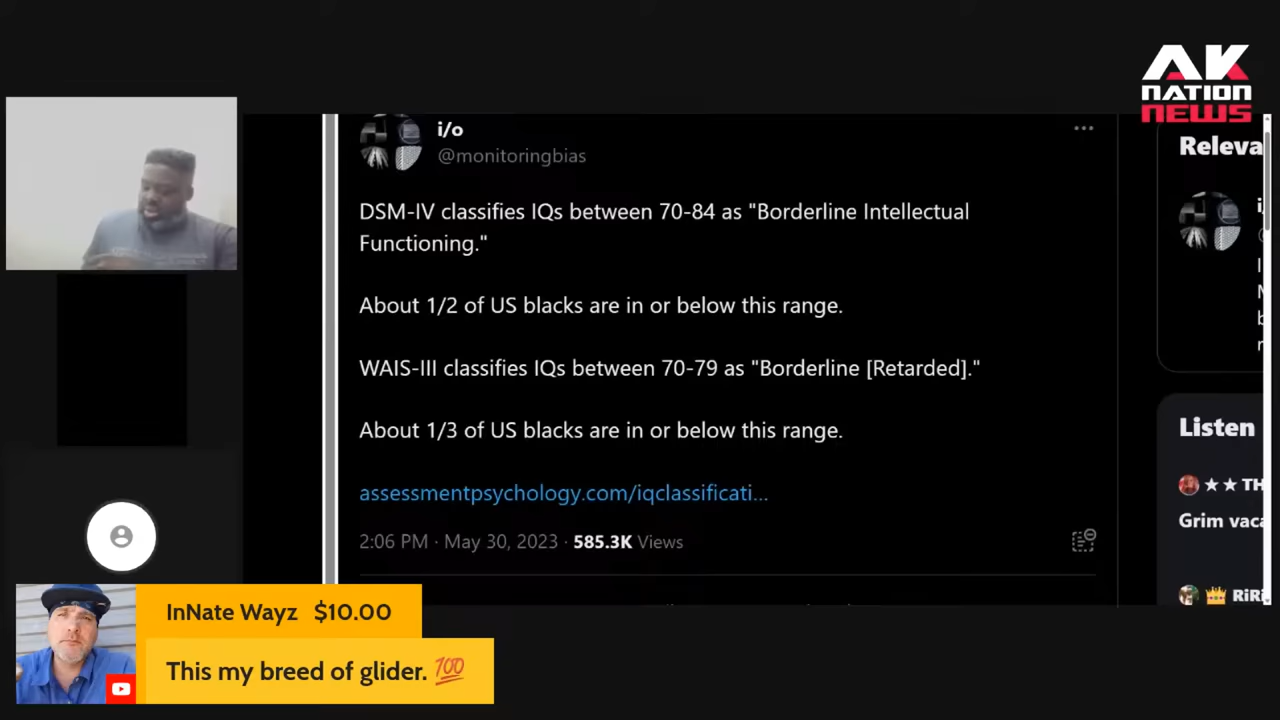 AK
NATION
NEWS
i/o
@monitoringbias
DSM-IV classifies IQs between 70-84 as "Borderline Intellectual
Functioning."
About 1/2 of US blacks are in or below this range.
WAIS-III classifies IQs between 70-79 as "Borderline [Retarded]."
About 1/3 of US blacks are in or below this range.
assessmentpsychology.com/iqclassificati...
2:06 PM · May 30, 2023 · 585.3K Views
Releva
Listen
TH
Grim vaca
RiRi
InNate Wayz $10.00
This my breed of glider. 💯